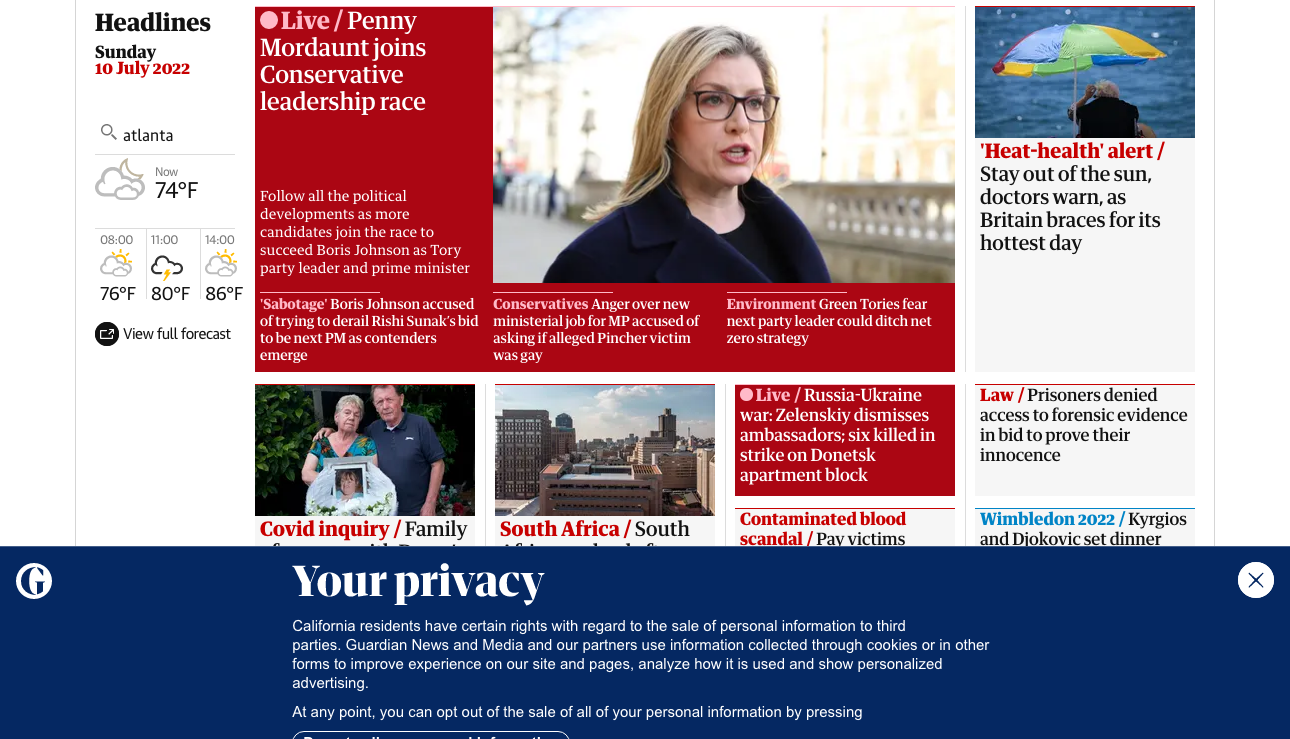 Headlines
Sunday
10 July 2022
atlanta
Now
74°F
08:00
76°F
11:00
80°F
14:00
86°F
View full forecast
Live / Penny
Mordaunt joins
Conservative
leadership race
Follow all the political
developments as more
candidates join the race to
succeed Boris Johnson as Tory
party leader and prime minister
'Sabotage' Boris Johnson accused
of trying to derail Rishi Sunak's bid
to be next PM as contenders
emerge
Conservatives Anger over new
ministerial job for MP accused of
asking if alleged Pincher victim
was gay
Environment Green Tories fear
next party leader could ditch net
zero strategy
'Heat-health' alert /
Stay out of the sun,
doctors warn, as
Britain braces for its
hottest day
Covid inquiry / Family
South Africa / South
Live / Russia-Ukraine
war: Zelenskiy dismisses
ambassadors; six killed in
strike on Donetsk
apartment block
Contaminated blood
scandal / Pay victims
Law / Prisoners denied
access to forensic evidence
in bid to prove their
innocence
Wimbledon 2022 / Kyrgios
and Djokovic set dinner
Your privacy
California residents have certain rights with regard to the sale of personal information to third
parties. Guardian News and Media and our partners use information collected through cookies or in other
forms to improve experience on our site and pages, analyze how it is used and show personalized
advertising.
At any point, you can opt out of the sale of all of your personal information by pressing